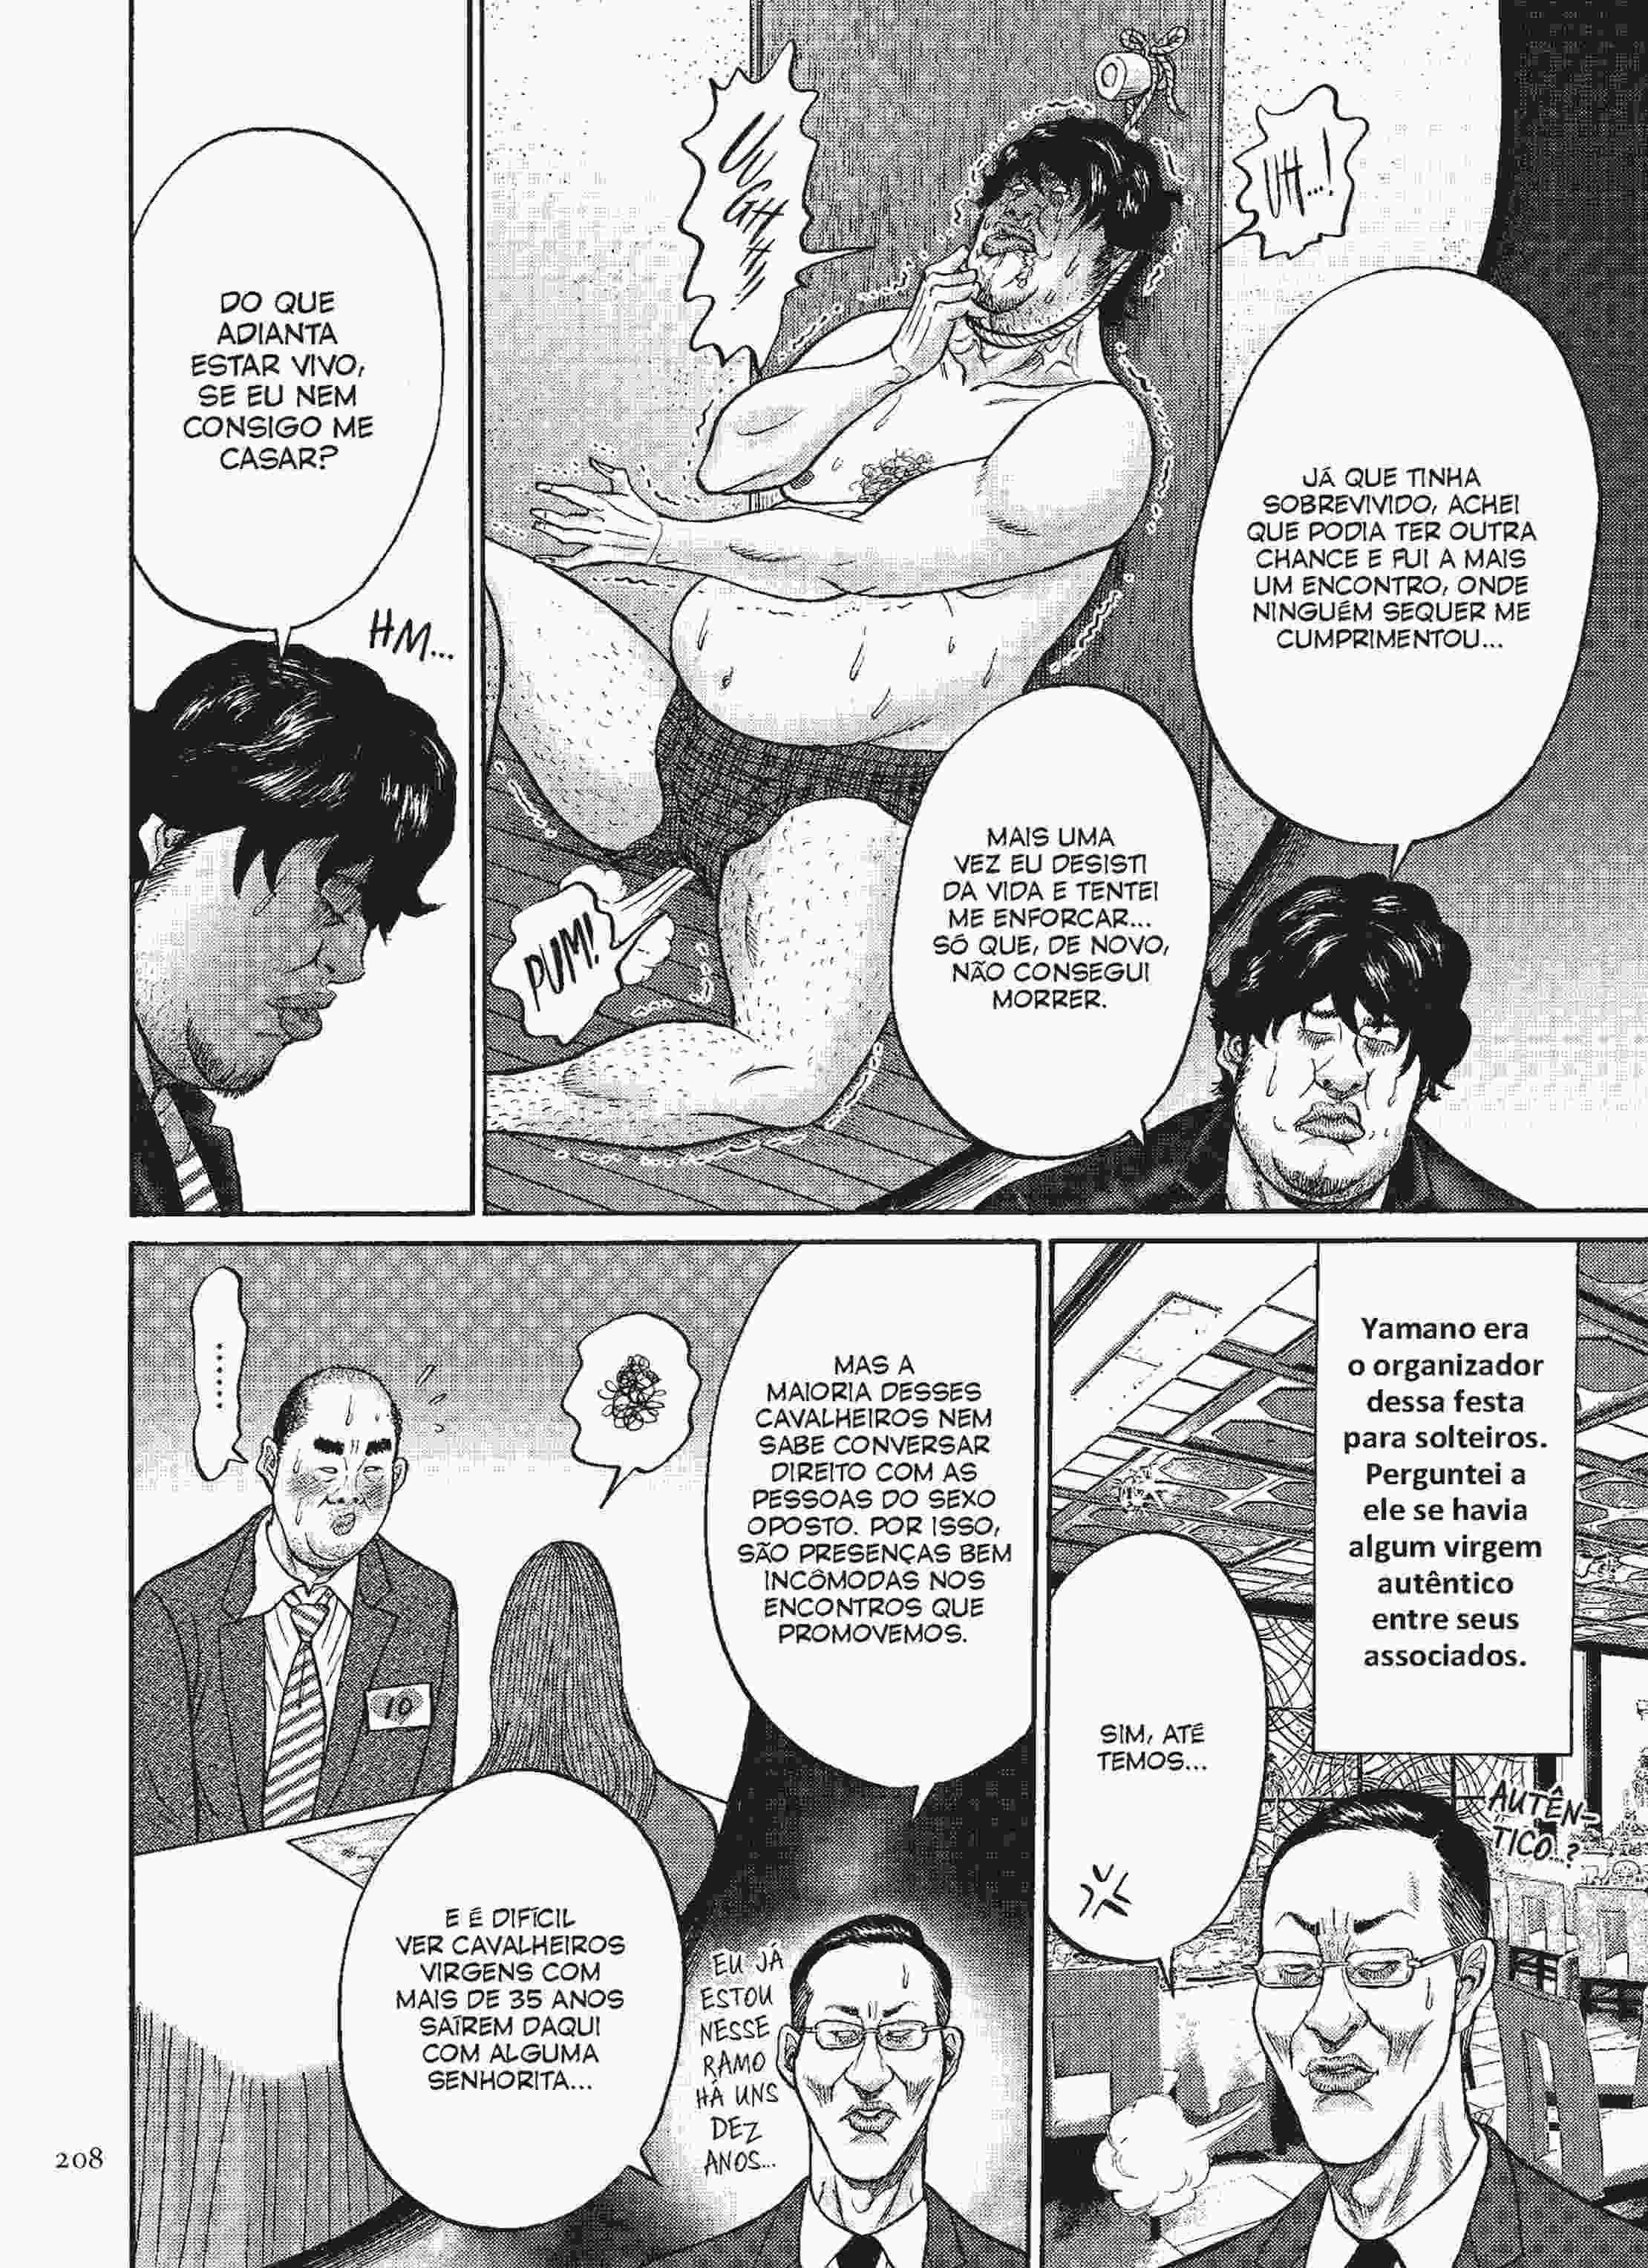 UH...!
JÁ QUE TINHA
SOBREVIVIDO, ACHEI
QUE PODIA TER OUTRA
CHANCE E FUI A MAIS
UM ENCONTRO, ONDE
NINGUÉM SEQUER ME
CUMPRIMENTOU...
UUGHHH
MAIS UMA
VEZ EU DESISTI
DA VIDA E TENTEI
ME ENFORCAR...
SÓ QUE, DE NOVO,
NÃO CONSEGUI
MORRER.
PUM!
DO QUE
ADIANTA
ESTAR VIVO,
SE EU NEM
CONSIGO ME
CASAR?
HM...
Yamano era
o organizador
dessa festa
para solteiros.
Perguntei a
ele se havia
algum virgem
autêntico
entre seus
associados.
SIM, ATÉ
TEMOS...
AUTÊN-
TICO...?
MAS A
MAIORIA DESSES
CAVALHEIROS NEM
SABE CONVERSAR
DIREITO COM AS
PESSOAS DO SEXO
OPOSTO. POR ISSO,
SÃO PRESENÇAS BEM
INCÔMODAS NOS
ENCONTROS QUE
PROMOVEMOS.
......
10
E É DIFÍCIL
VER CAVALHEIROS
VIRGENS COM
MAIS DE 35 ANOS
SAÍREM DAQUI
COM ALGUMA
SENHORITA...
EU JÁ
ESTOU
NESSE
RAMO
HÁ UNS
DEZ
ANOS...
208